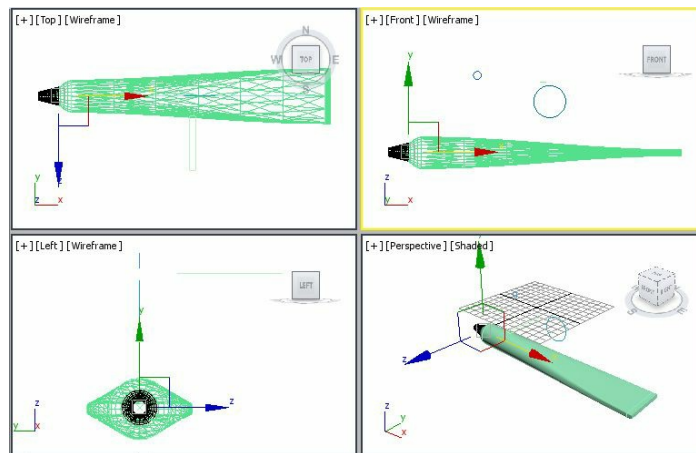 [+] [Top] [Wireframe]
N
W
TOP
E
S
z
y
z
x
[+] [Front] [Wireframe]
FRONT
y
z
y
x
[+] [Left] [Wireframe]
LEFT
y
z
z
y
x
[+] [Perspective] [Shaded]
z
z
y
x